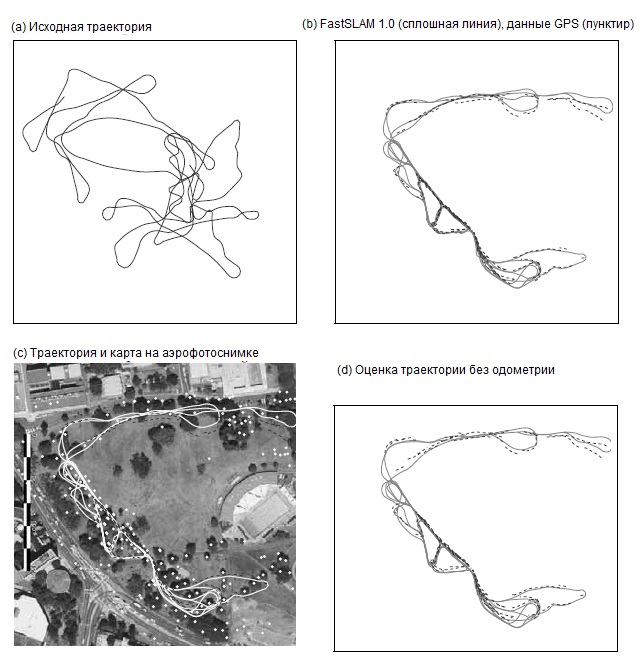 (a) Исходная траектория
(b) FastSLAM 1.0 (сплошная линия), данные GPS (пунктир)
(c) Траектория и карта на аэрофотоснимке
(d) Оценка траектории без одометрии